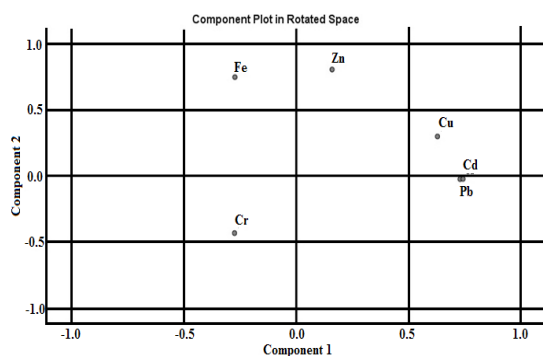 Component Plot in Rotated Space
1.0
Fe
Zn
0.5
Cu
Component 2
Cd
0.0
Pb
Cr
-0.5
-1.0
-1.0 -0.5 0.0 0.5 1.0
Component 1